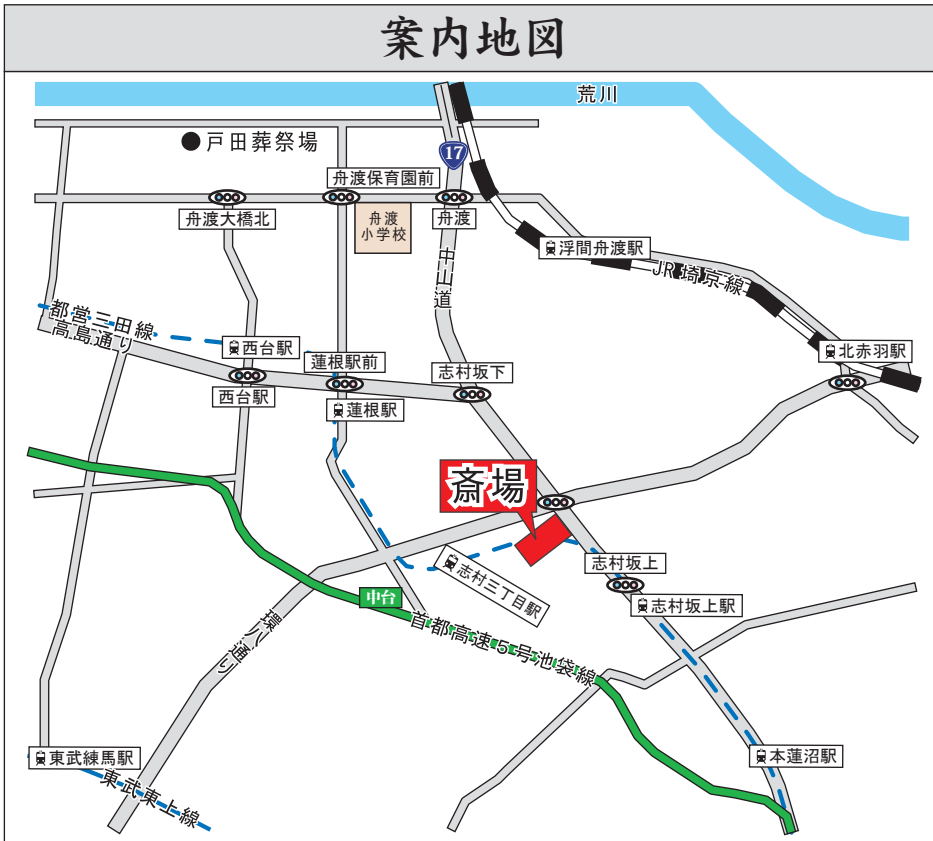 案内地図
荒川
戸田葬祭場
17
舟渡保育園前
舟渡大橋北
舟渡
小学校
舟渡
浮間舟渡駅
中山道
JR埼京線
都営三田線
高島通り
西台駅
蓮根駅前
志村坂下
北赤羽駅
西台駅
蓮根駅
斎場
志村三丁目駅
志村坂上
中台
志村坂上駅
首都高速5号池袋線
環八通り
東武練馬駅
本蓮沼駅
東武東上線